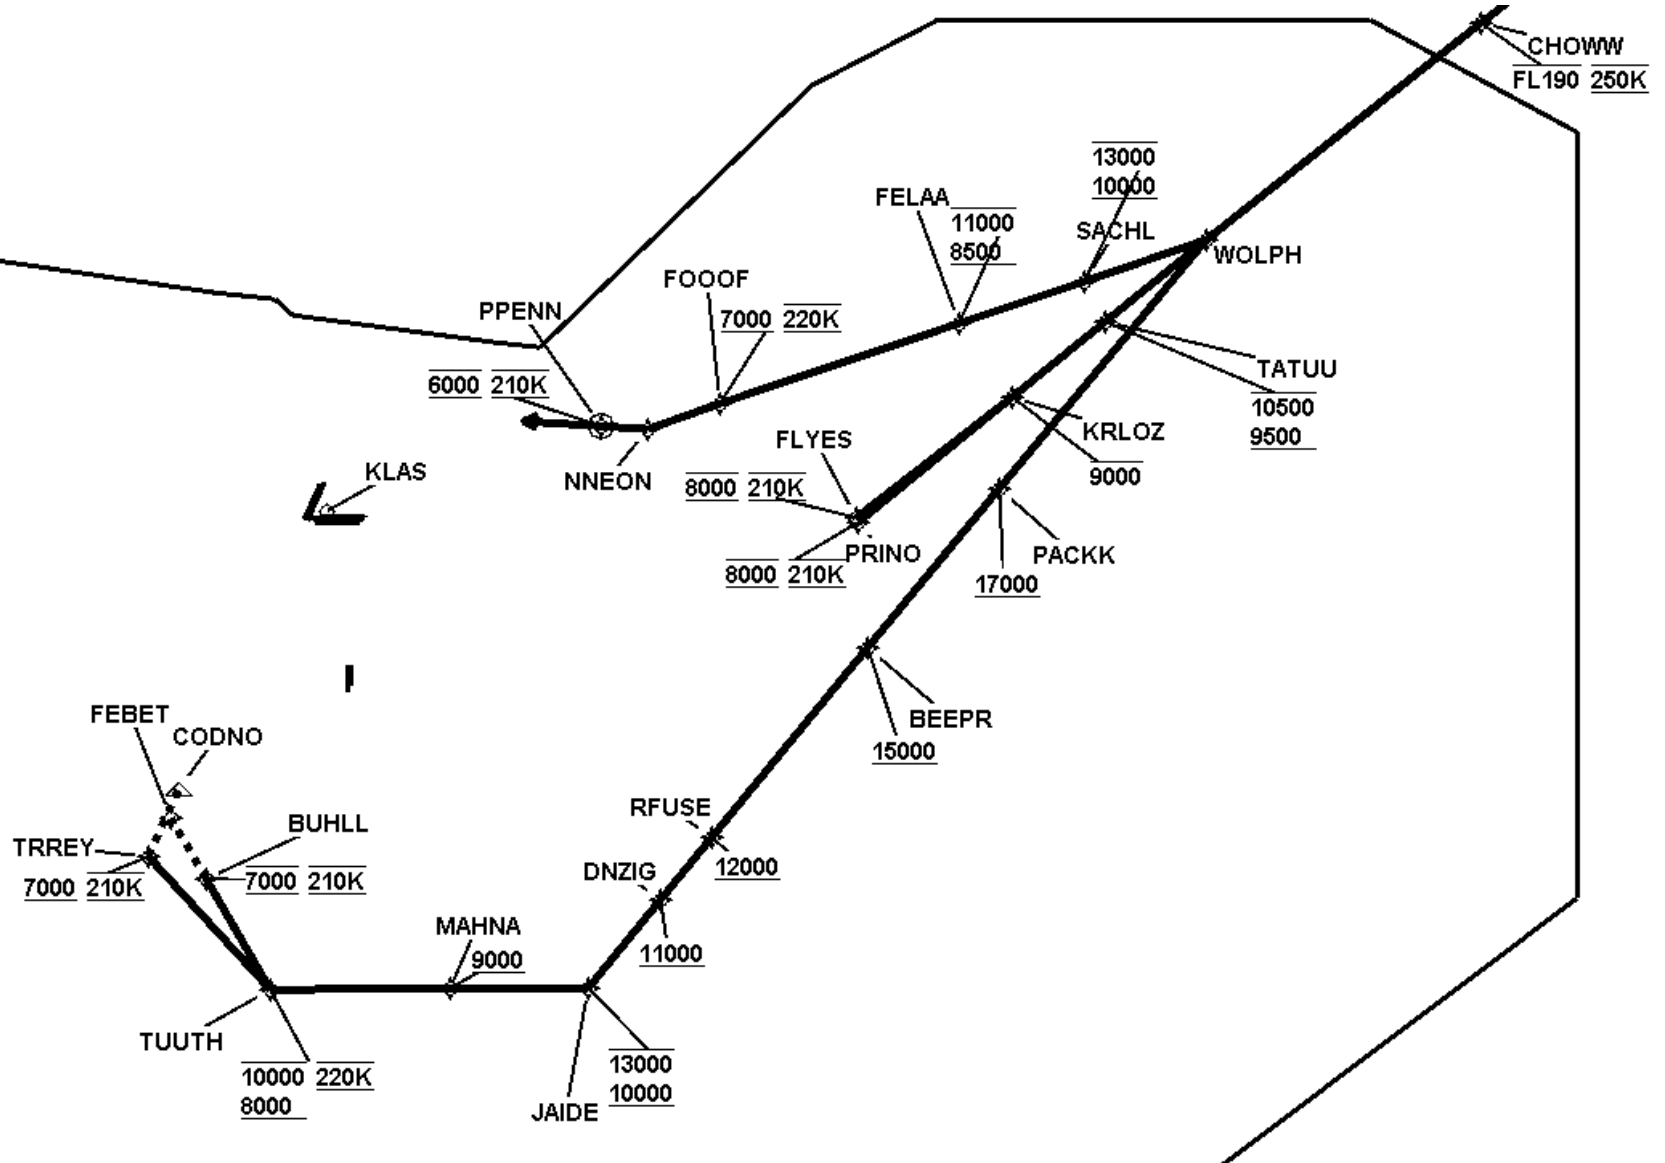 CHOWW
FL190 250K
13000
10000
FELAA
11000
8500
SACHL
WOLPH
FOOOF
PPENN
7000 220K
TATUU
6000 210K
10500
9500
KRLOZ
FLYES
KLAS
NNEON
8000 210K
9000
PRINO
PACKK
8000 210K
17000
FEBET
BEEPR
CODNO
15000
RFUSE
BUHLL
TRREY
12000
DNZIG
7000 210K
7000 210K
MAHNA
9000
11000
TUUTH
13000
10000
10000 220K
8000
JAIDE